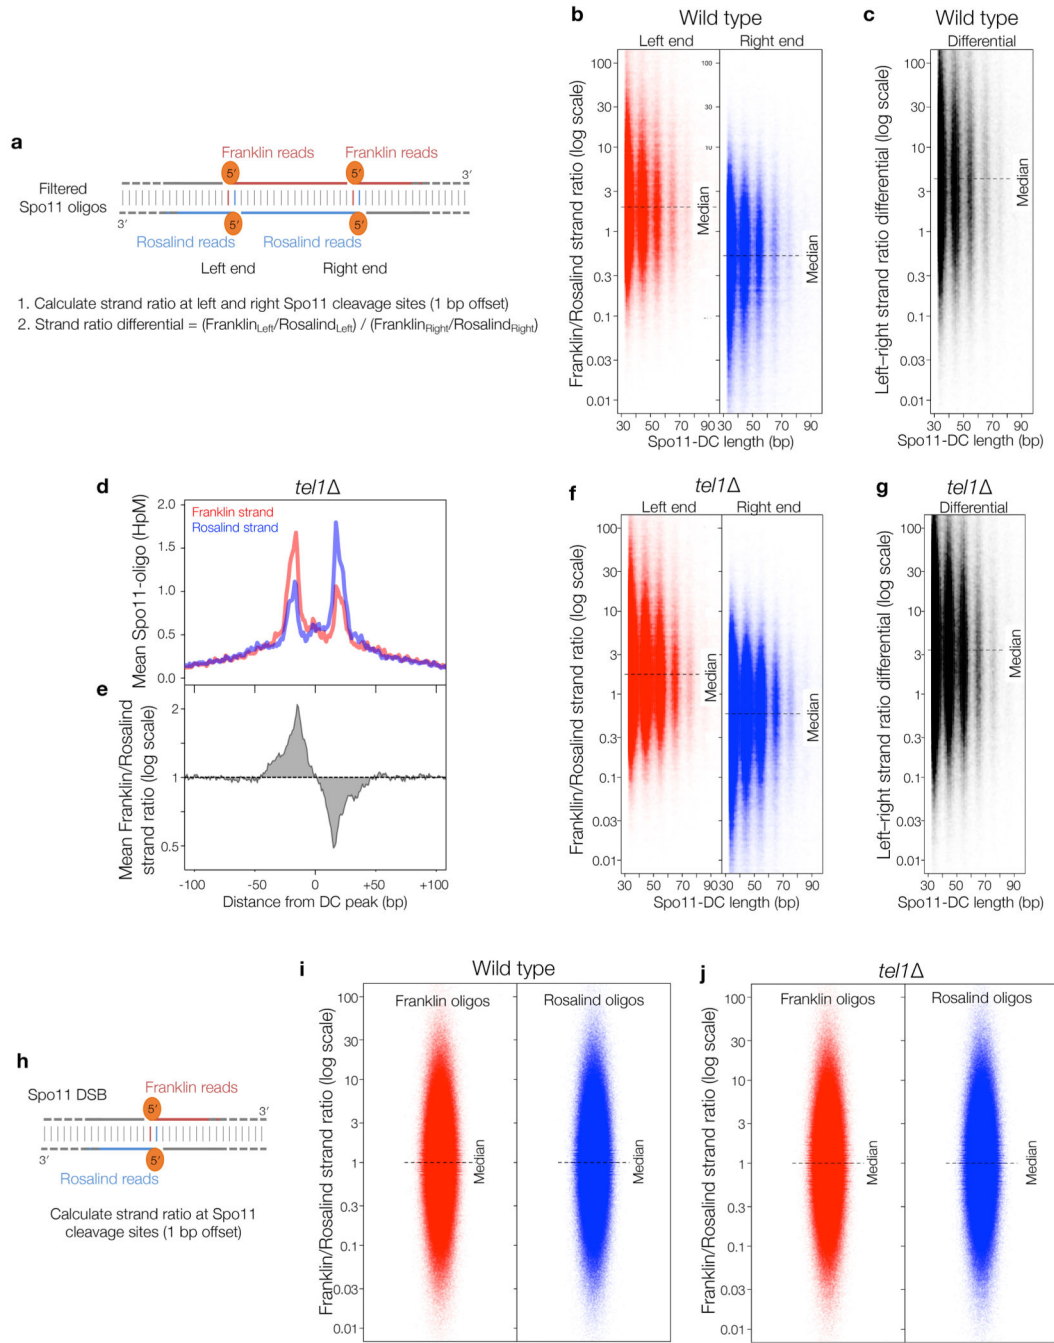 a
Franklin reads
Franklin reads
5′
5′
3′
Filtered
Spo11 oligos
3′
5′
5′
Rosalind reads
Rosalind reads
Left end
Right end
1. Calculate strand ratio at left and right Spo11 cleavage sites (1 bp offset)
2. Strand ratio differential = (FranklinLeft/RosalindLeft) / (FranklinRight/RosalindRight)
b
Wild type
Left end
Right end
Franklin/Rosalind strand ratio (log scale)
100
30
10
3
1
0.3
0.1
0.03
0.01
100
30
10
Median
Median
30 50 70 90
30 50 70 90
Spo11-DC length (bp)
c
Wild type
Differential
Left–right strand ratio differential (log scale)
100
30
10
3
1
0.3
0.1
0.03
0.01
Median
30 50 70 90
Spo11-DC length (bp)
d
tel1Δ
Franklin strand
Rosalind strand
Mean Spo11-oligo (HpM)
2.0
1.5
1.0
0.5
0.0
e
Mean Franklin/Rosalind
strand ratio (log scale)
2
1
0.5
-100 -50 0 +50 +100
Distance from DC peak (bp)
f
tel1Δ
Left end
Right end
Frankllin/Rosalind strand ratio (log scale)
100
30
10
3
1
0.3
0.1
0.03
0.01
Median
Median
30 50 70 90
30 50 70 90
Spo11-DC length (bp)
g
tel1Δ
Differential
Left–right strand ratio differential (log scale)
100
30
10
3
1
0.3
0.1
0.03
0.01
Median
30 50 70 90
Spo11-DC length (bp)
h
Spo11 DSB
Franklin reads
5′
3′
3′
5′
Rosalind reads
Calculate strand ratio at Spo11
cleavage sites (1 bp offset)
i
Wild type
Franklin oligos
Rosalind oligos
Franklin/Rosalind strand ratio (log scale)
100
30
10
3
1
0.3
0.1
0.03
0.01
Median
Median
j
tel1Δ
Franklin oligos
Rosalind oligos
Franklin/Rosalind strand ratio (log scale)
100
30
10
3
1
0.3
0.1
0.03
0.01
Median
Median